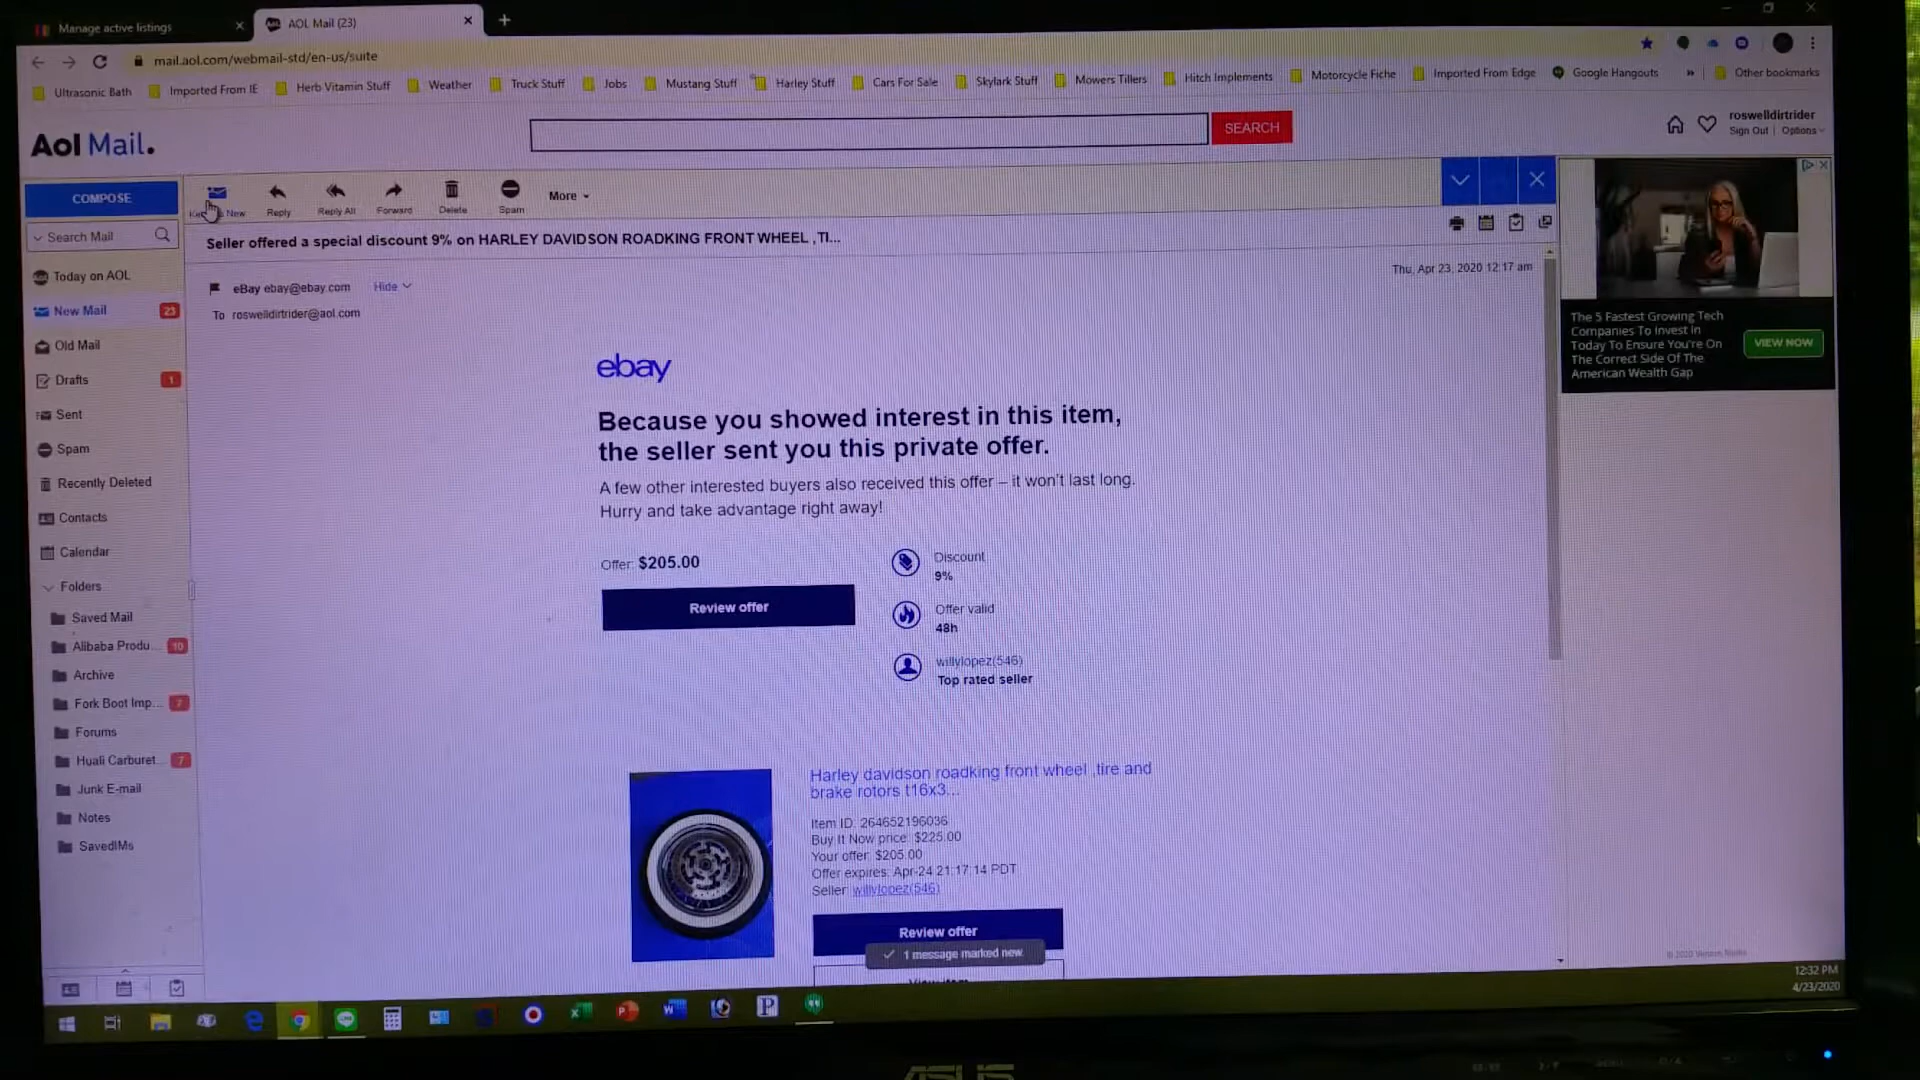 Manage active listings
AOL Mail (23)
mail.aol.com/webmail-std/en-us/suite
Ultrasonic Bath
Imported From IE
Herb Vitamin Stuff
Weather
Truck Stuff
Jobs
Mustang Stuff
Harley Stuff
Cars For Sale
Skylark Stuff
Mowers Tillers
Hitch Implements
Motorcycle Fiche
Imported From Edge
Google Hangouts
Other bookmarks
Aol Mail.
SEARCH
roswelldirtrider
Sign Out | Options
COMPOSE
New
Reply
Reply All
Forward
Delete
Spam
More
Search Mail
Seller offered a special discount 9% on HARLEY DAVIDSON ROADKING FRONT WHEEL ,TI...
Today on AOL
New Mail 23
Old Mail
Drafts 1
Sent
Spam
Recently Deleted
Contacts
Calendar
Folders
Saved Mail
Alibaba Produ... 10
Archive
Fork Boot Imp... 7
Forums
Huali Carburet... 7
Junk E-mail
Notes
SavedIMs
Thu, Apr 23, 2020 12:17 am
eBay ebay@ebay.com Hide
To roswelldirtrider@aol.com
ebay
Because you showed interest in this item,
the seller sent you this private offer.
A few other interested buyers also received this offer – it won't last long.
Hurry and take advantage right away!
Offer: $205.00
Review offer
Discount
9%
Offer valid
48h
willylopez(546)
Top rated seller
Harley davidson roadking front wheel ,tire and
brake rotors t16x3...
Item ID: 264652196036
Buy It Now price: $225.00
Your offer: $205.00
Offer expires: Apr-24 21:17:14 PDT
Seller: willylopez(546)
Review offer
1 message marked new
The 5 Fastest Growing Tech
Companies To Invest in
Today To Ensure You're On
The Correct Side Of The
American Wealth Gap
VIEW NOW
12:32 PM
4/23/2020
ASUS